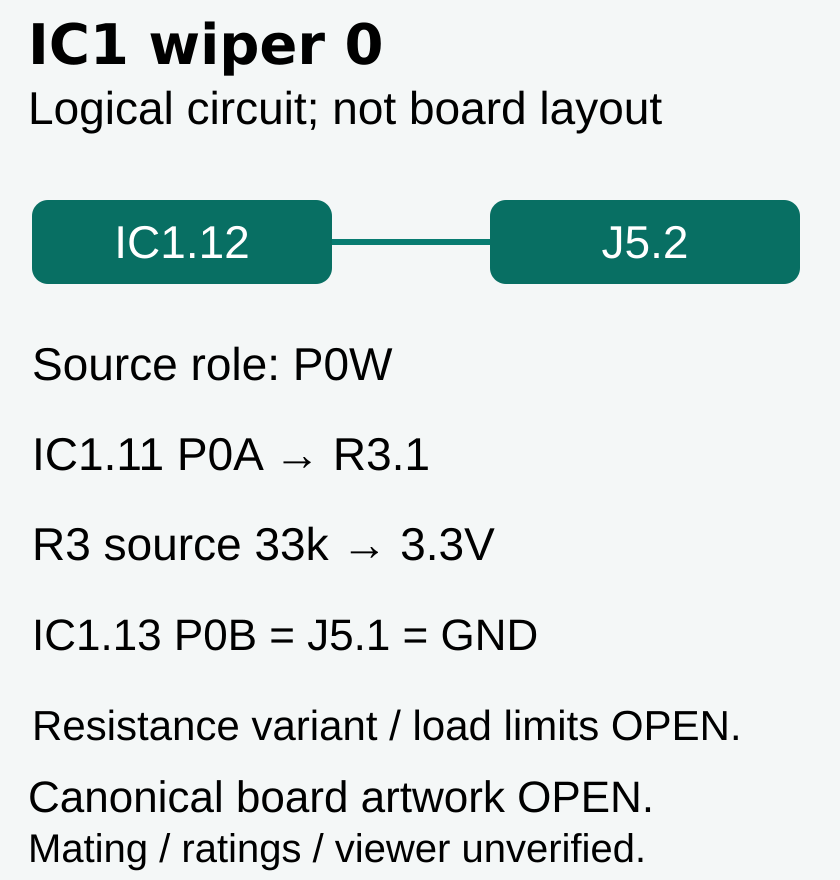 IC1 wiper 0
Logical circuit; not board layout
IC1.12
J5.2
Source role: P0W
IC1.11 P0A → R3.1
R3 source 33k → 3.3V
IC1.13 P0B = J5.1 = GND
Resistance variant / load limits OPEN.
Canonical board artwork OPEN.
Mating / ratings / viewer unverified.